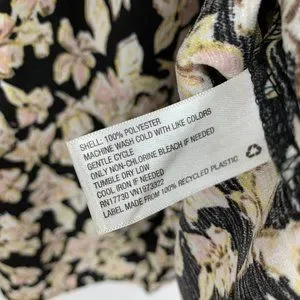 SHELL: 100% POLYESTER
MACHINE WASH COLD WITH LIKE COLORS
GENTLE CYCLE
ONLY NON-CHLORINE BLEACH IF NEEDED
TUMBLE DRY LOW
COOL IRON IF NEEDED
RN17730 VN1973922
LABEL MADE FROM 100% RECYCLED PLASTIC